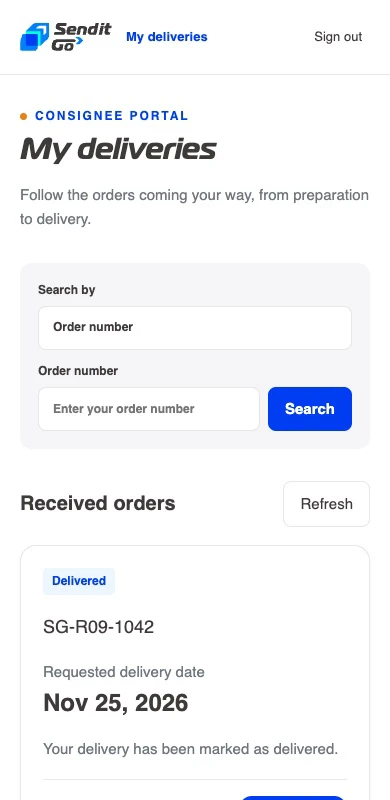 Sendit
Go
My deliveries
Sign out
CONSIGNEE PORTAL
My deliveries
Follow the orders coming your way, from preparation
to delivery.
Search by
Order number
Order number
Enter your order number
Search
Received orders
Refresh
Delivered
SG-R09-1042
Requested delivery date
Nov 25, 2026
Your delivery has been marked as delivered.